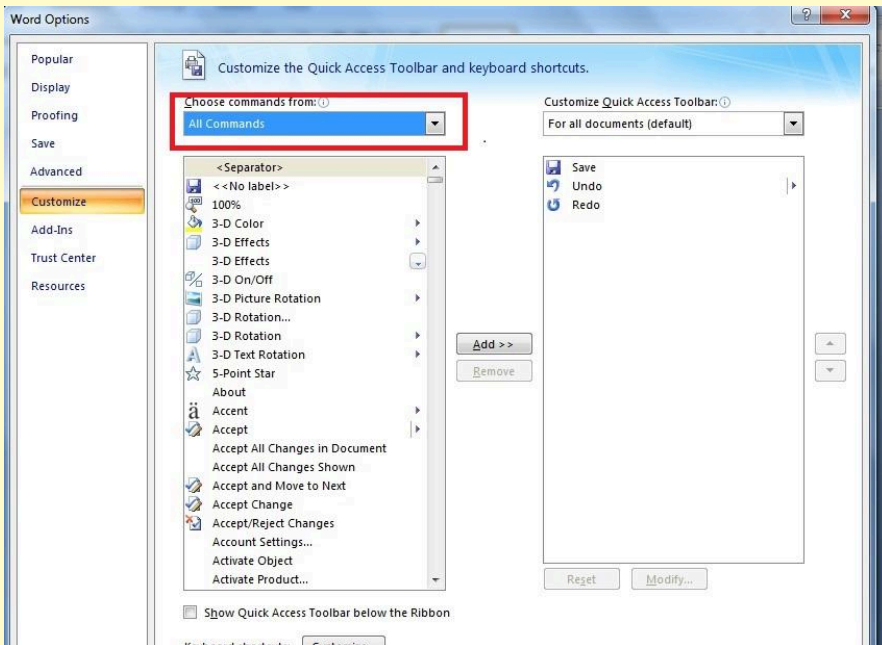 Word Options
Popular
Display
Proofing
Save
Advanced
Customize
Add-Ins
Trust Center
Resources
Customize the Quick Access Toolbar and keyboard shortcuts.
Choose commands from:
All Commands
<Separator>
<<No label>>
100%
3-D Color
3-D Effects
3-D Effects
3-D On/Off
3-D Picture Rotation
3-D Rotation...
3-D Rotation
3-D Text Rotation
5-Point Star
About
ä Accent
Accept
Accept All Changes in Document
Accept All Changes Shown
Accept and Move to Next
Accept Change
Accept/Reject Changes
Account Settings...
Activate Object
Activate Product...
Add >>
Remove
Customize Quick Access Toolbar:
For all documents (default)
Save
Undo
Redo
Reset
Modify...
Show Quick Access Toolbar below the Ribbon
Keyboard shortcuts:
Customize...